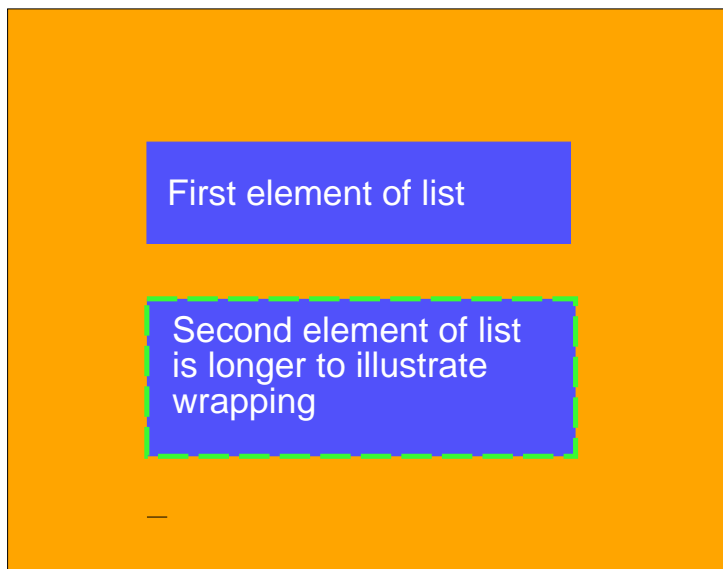 First element of list
Second element of list
is longer to illustrate
wrapping